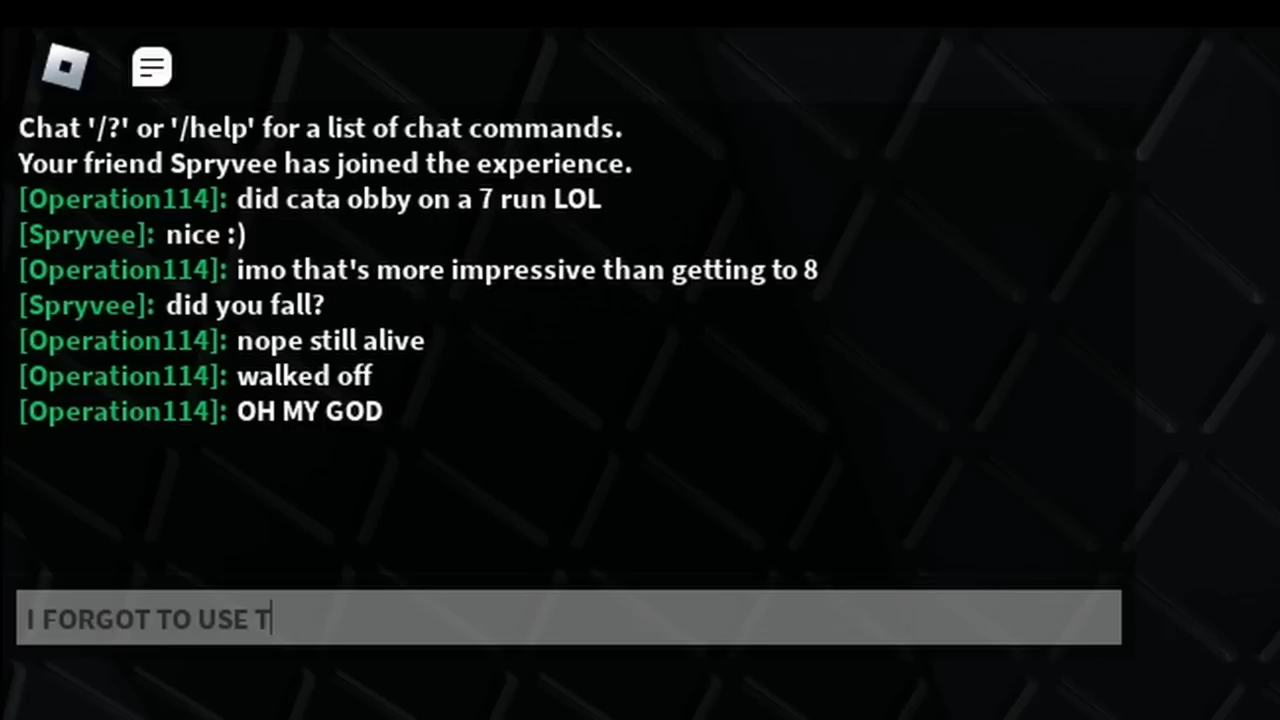 Chat '/?' or '/help' for a list of chat commands.
Your friend Spryvee has joined the experience.
[Operation114]: did cata obby on a 7 run LOL
[Spryvee]: nice :)
[Operation114]: imo that's more impressive than getting to 8
[Spryvee]: did you fall?
[Operation114]: nope still alive
[Operation114]: walked off
[Operation114]: OH MY GOD
I FORGOT TO USE T